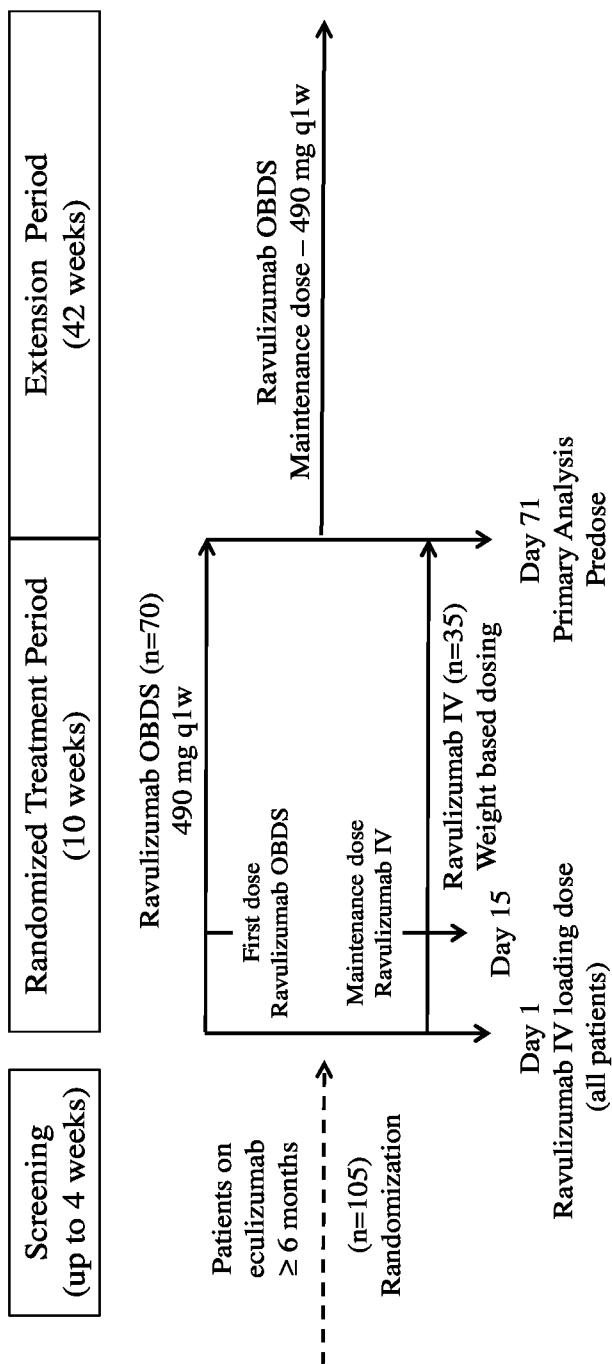 Screening
(up to 4 weeks)
Randomized Treatment Period
(10 weeks)
Extension Period
(42 weeks)
Patients on
eculizumab
≥ 6 months
(n=105)
Randomization
Ravulizumab OBDS (n=70)
490 mg q1w
First dose
Ravulizumab OBDS
Maintenance dose
Ravulizumab IV
Ravulizumab IV (n=35)
Weight based dosing
Ravulizumab OBDS
Maintenance dose – 490 mg q1w
Day 1
Ravulizumab IV loading dose
(all patients)
Day 15
Day 71
Primary Analysis
Predose